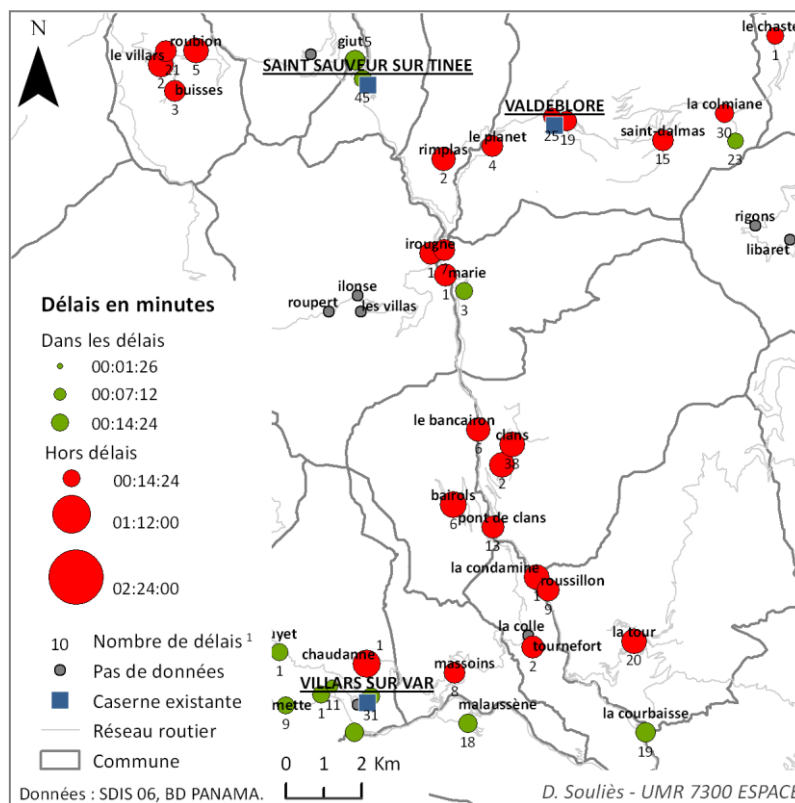 N
le chaste
1
roubion
le villars
21
5
2
buisses
3
giut 5
SAINT SAUVEUR SUR TINEE
45
VALDEBLORE
25 19
la colmiane
30
23
saint-dalmas
15
le planet
4
rimplas
2
rigons
libaret
irougne
1 7
marie
1
3
ilonse
roupert
les villas
Délais en minutes
Dans les délais
00:01:26
00:07:12
00:14:24
Hors délais
00:14:24
01:12:00
02:24:00
10 Nombre de délais 1
Pas de données
Caserne existante
Réseau routier
Commune
le bancairon
6
clans
38
2
bairols
6
pont de clans
13
la condamine
1
roussillon
9
la colle
tournefort
2
la tour
20
uyet
1
chaudanne
1
massoins
8
VILLARS SUR VAR
11
1
31
mette
9
malaussène
18
la courbaisse
19
0 1 2 Km
Données : SDIS 06, BD PANAMA.
D. Souliès - UMR 7300 ESPACE